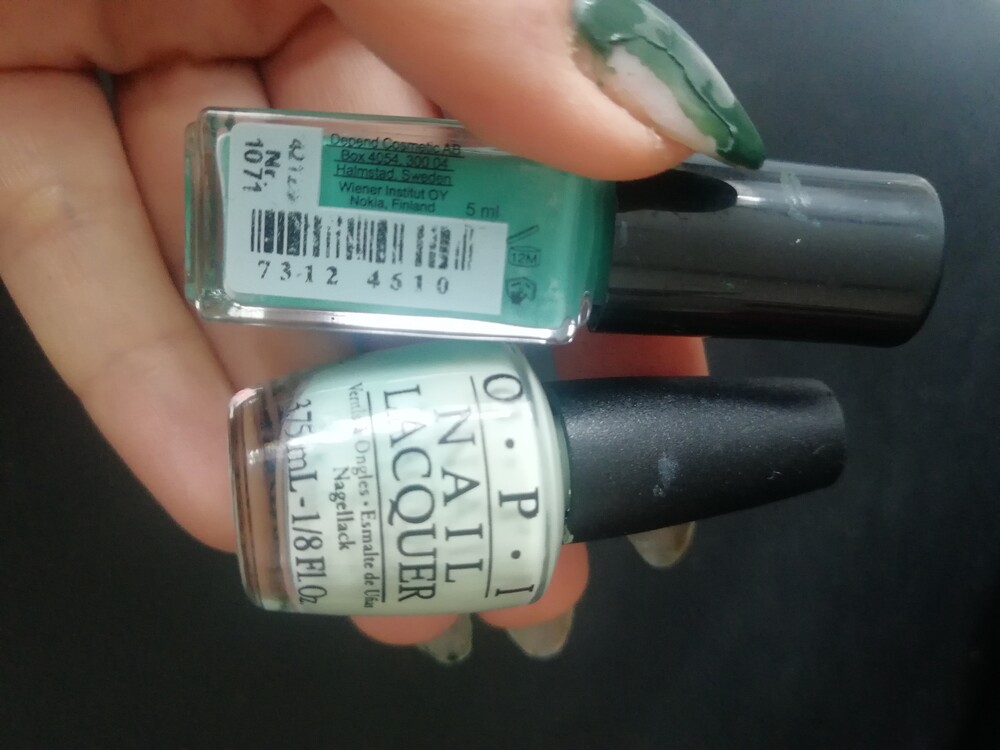 Nr.
1071
Depend Cosmetic AB
Box 4054, 300 04
Halmstad, Sweden
Wiener Institut OY
Nokia, Finland
5 ml
7312 4510
12M
O·P·I
NAIL
LACQUER
Vernis à Ongles • Esmalte de Uñas
Nagellack
3.75 mL - 1/8 Fl.Oz